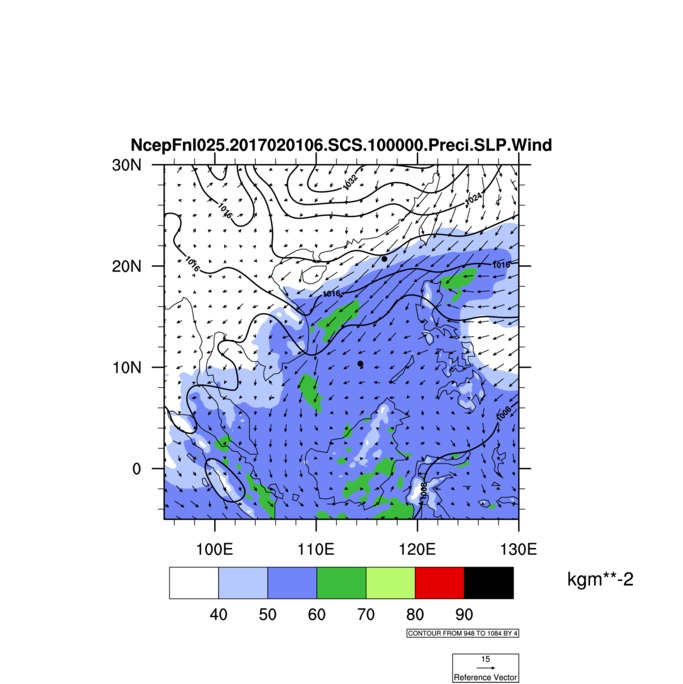 NcepFnl025.2017020106.SCS.100000.Preci.SLP.Wind
30N
1032
1016
1024
1016
20N
1016
1016
10N
1008
0
1008
100E 110E 120E 130E
kgm**-2
40 50 60 70 80 90
CONTOUR FROM 948 TO 1084 BY 4
15
Reference Vector